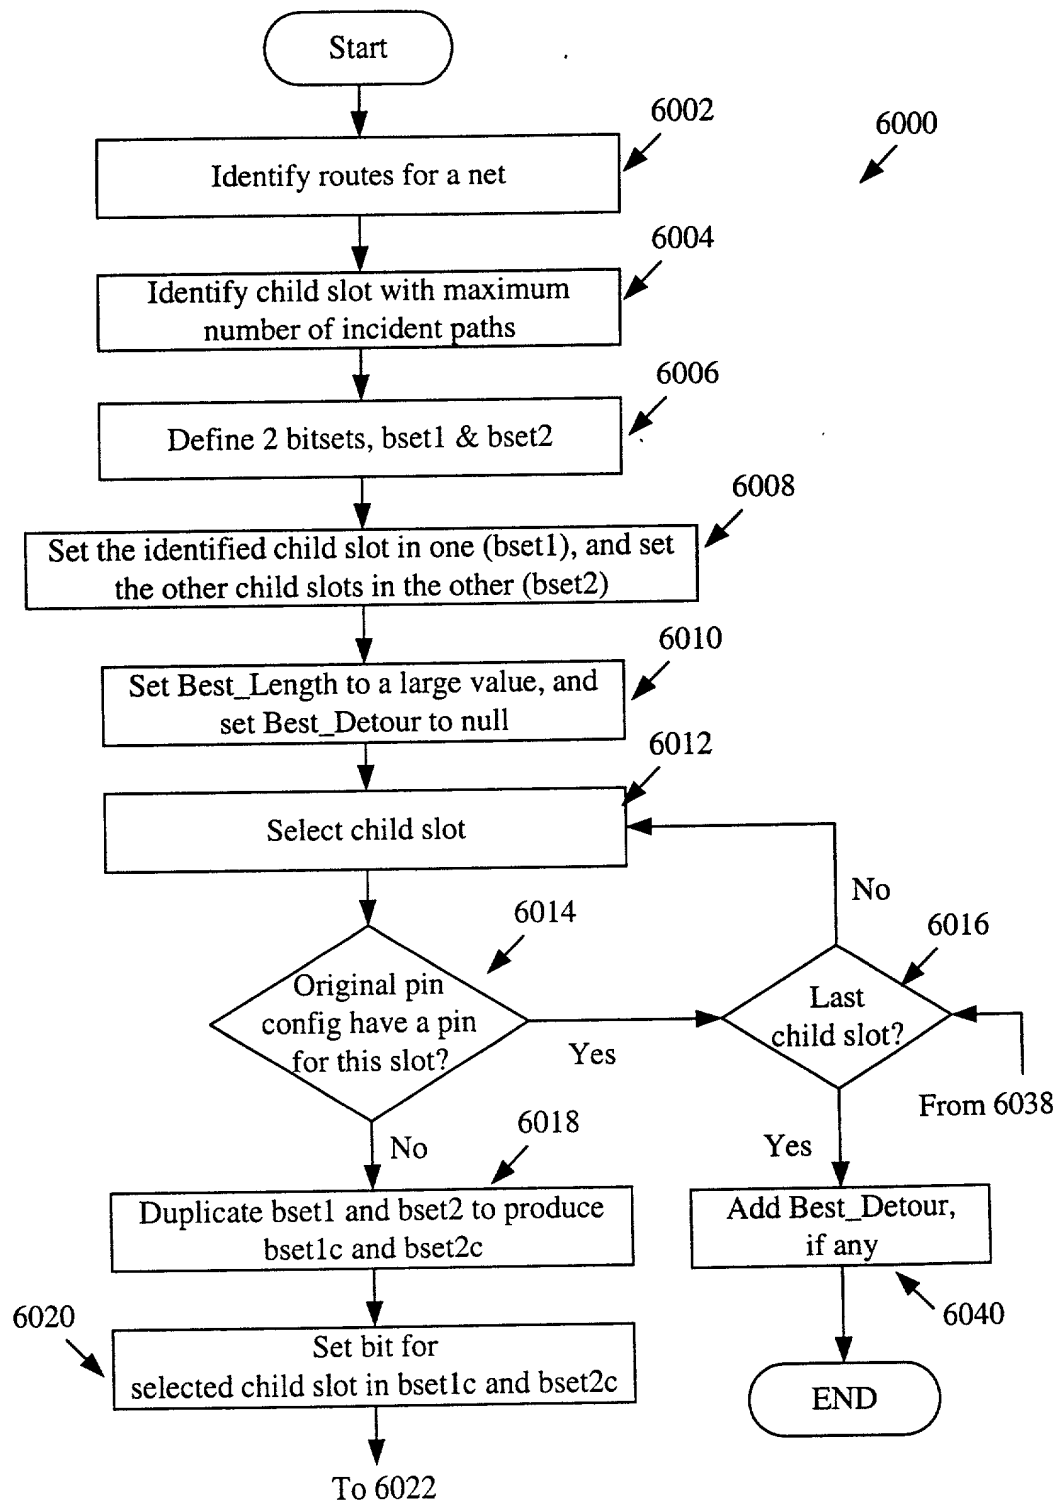 Start
6002
6000
Identify routes for a net
6004
Identify child slot with maximum
number of incident paths
6006
Define 2 bitsets, bset1 & bset2
6008
Set the identified child slot in one (bset1), and set
the other child slots in the other (bset2)
6010
Set Best_Length to a large value, and
set Best_Detour to null
6012
Select child slot
No
6014
6016
Original pin
config have a pin
for this slot?
Yes
Last
child slot?
From 6038
No
6018
Yes
Duplicate bset1 and bset2 to produce
bset1c and bset2c
Add Best_Detour,
if any
6020
6040
Set bit for
selected child slot in bset1c and bset2c
END
To 6022